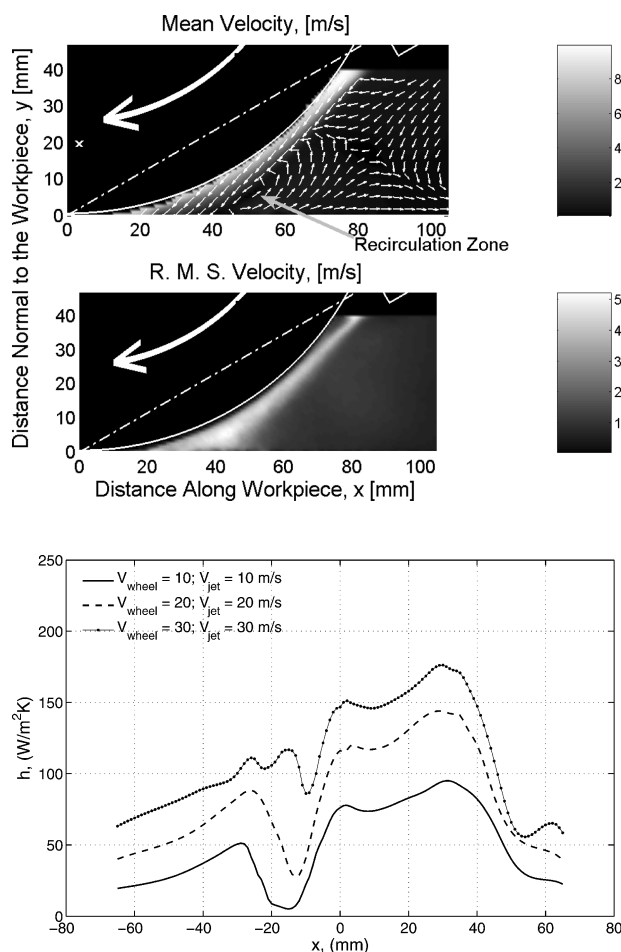 Mean Velocity, [m/s]
Distance Normal to the Workpiece, y [mm]
40
30
20
10
0
0 20 40 60 80 100
8
6
4
2
Recirculation Zone
R. M. S. Velocity, [m/s]
40
30
20
10
0
0 20 40 60 80 100
5
4
3
2
1
Distance Along Workpiece, x [mm]
250
200
150
100
50
0
h, (W/m²K)
V_wheel = 10; V_jet = 10 m/s
V_wheel = 20; V_jet = 20 m/s
V_wheel = 30; V_jet = 30 m/s
−80 −60 −40 −20 0 20 40 60 80
x, (mm)